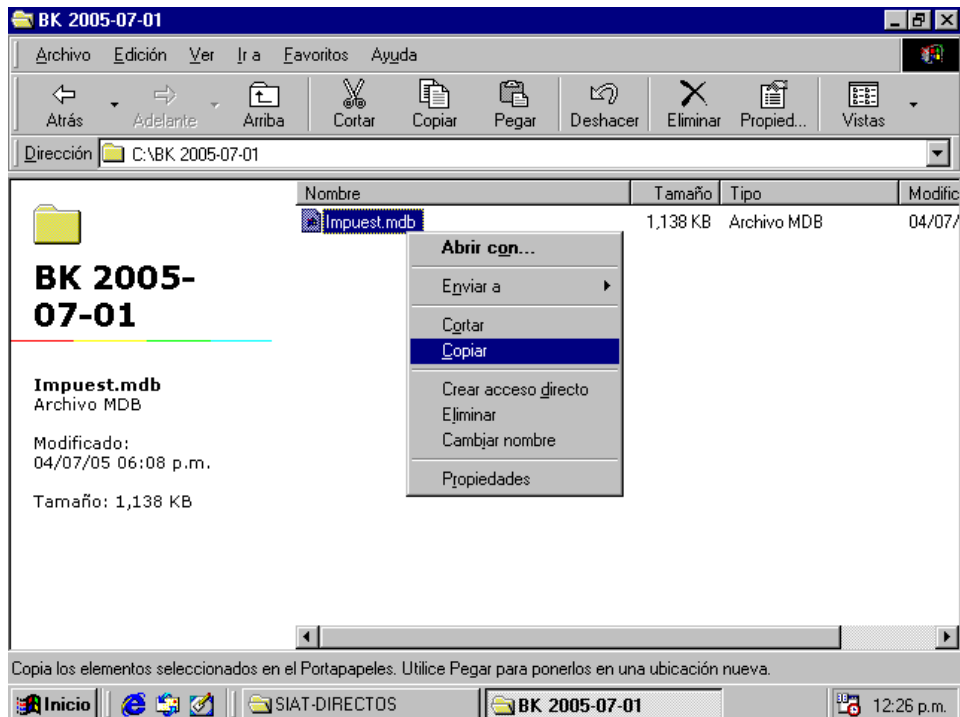 BK 2005-07-01
Archivo Edición Ver Ir a Favoritos Ayuda
Atrás Adelante Arriba Cortar Copiar Pegar Deshacer Eliminar Propied... Vistas
Dirección C:\BK 2005-07-01
Nombre Tamaño Tipo Modific
Impuest.mdb 1,138 KB Archivo MDB 04/07/
BK 2005-
07-01
Impuest.mdb
Archivo MDB
Modificado:
04/07/05 06:08 p.m.
Tamaño: 1,138 KB
Abrir con...
Enviar a
Cortar
Copiar
Crear acceso directo
Eliminar
Cambiar nombre
Propiedades
Copia los elementos seleccionados en el Portapapeles. Utilice Pegar para ponerlos en una ubicación nueva.
Inicio SIAT-DIRECTOS BK 2005-07-01 12:26 p.m.